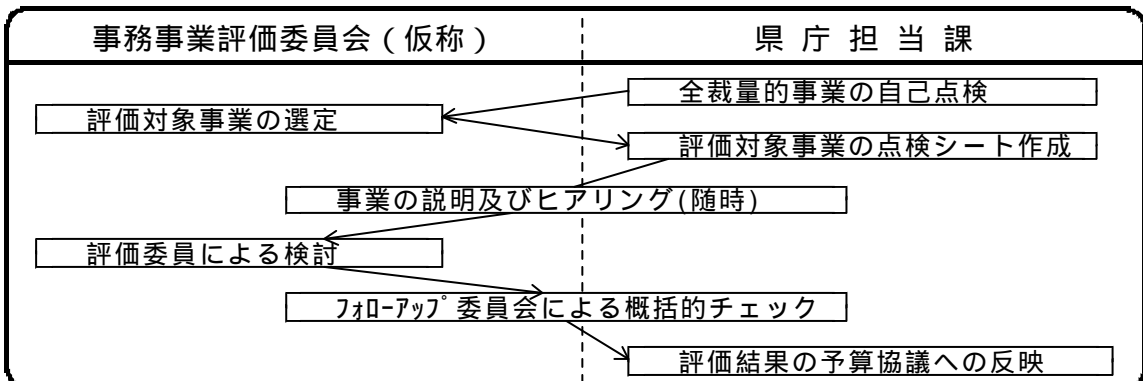 事務事業評価委員会（仮称）
県庁担当課
全裁量的事業の自己点検
評価対象事業の選定
評価対象事業の点検シート作成
事業の説明及びヒアリング(随時)
評価委員による検討
ﾌｫﾛｰｱｯﾌﾟ委員会による概括的チェック
評価結果の予算協議への反映